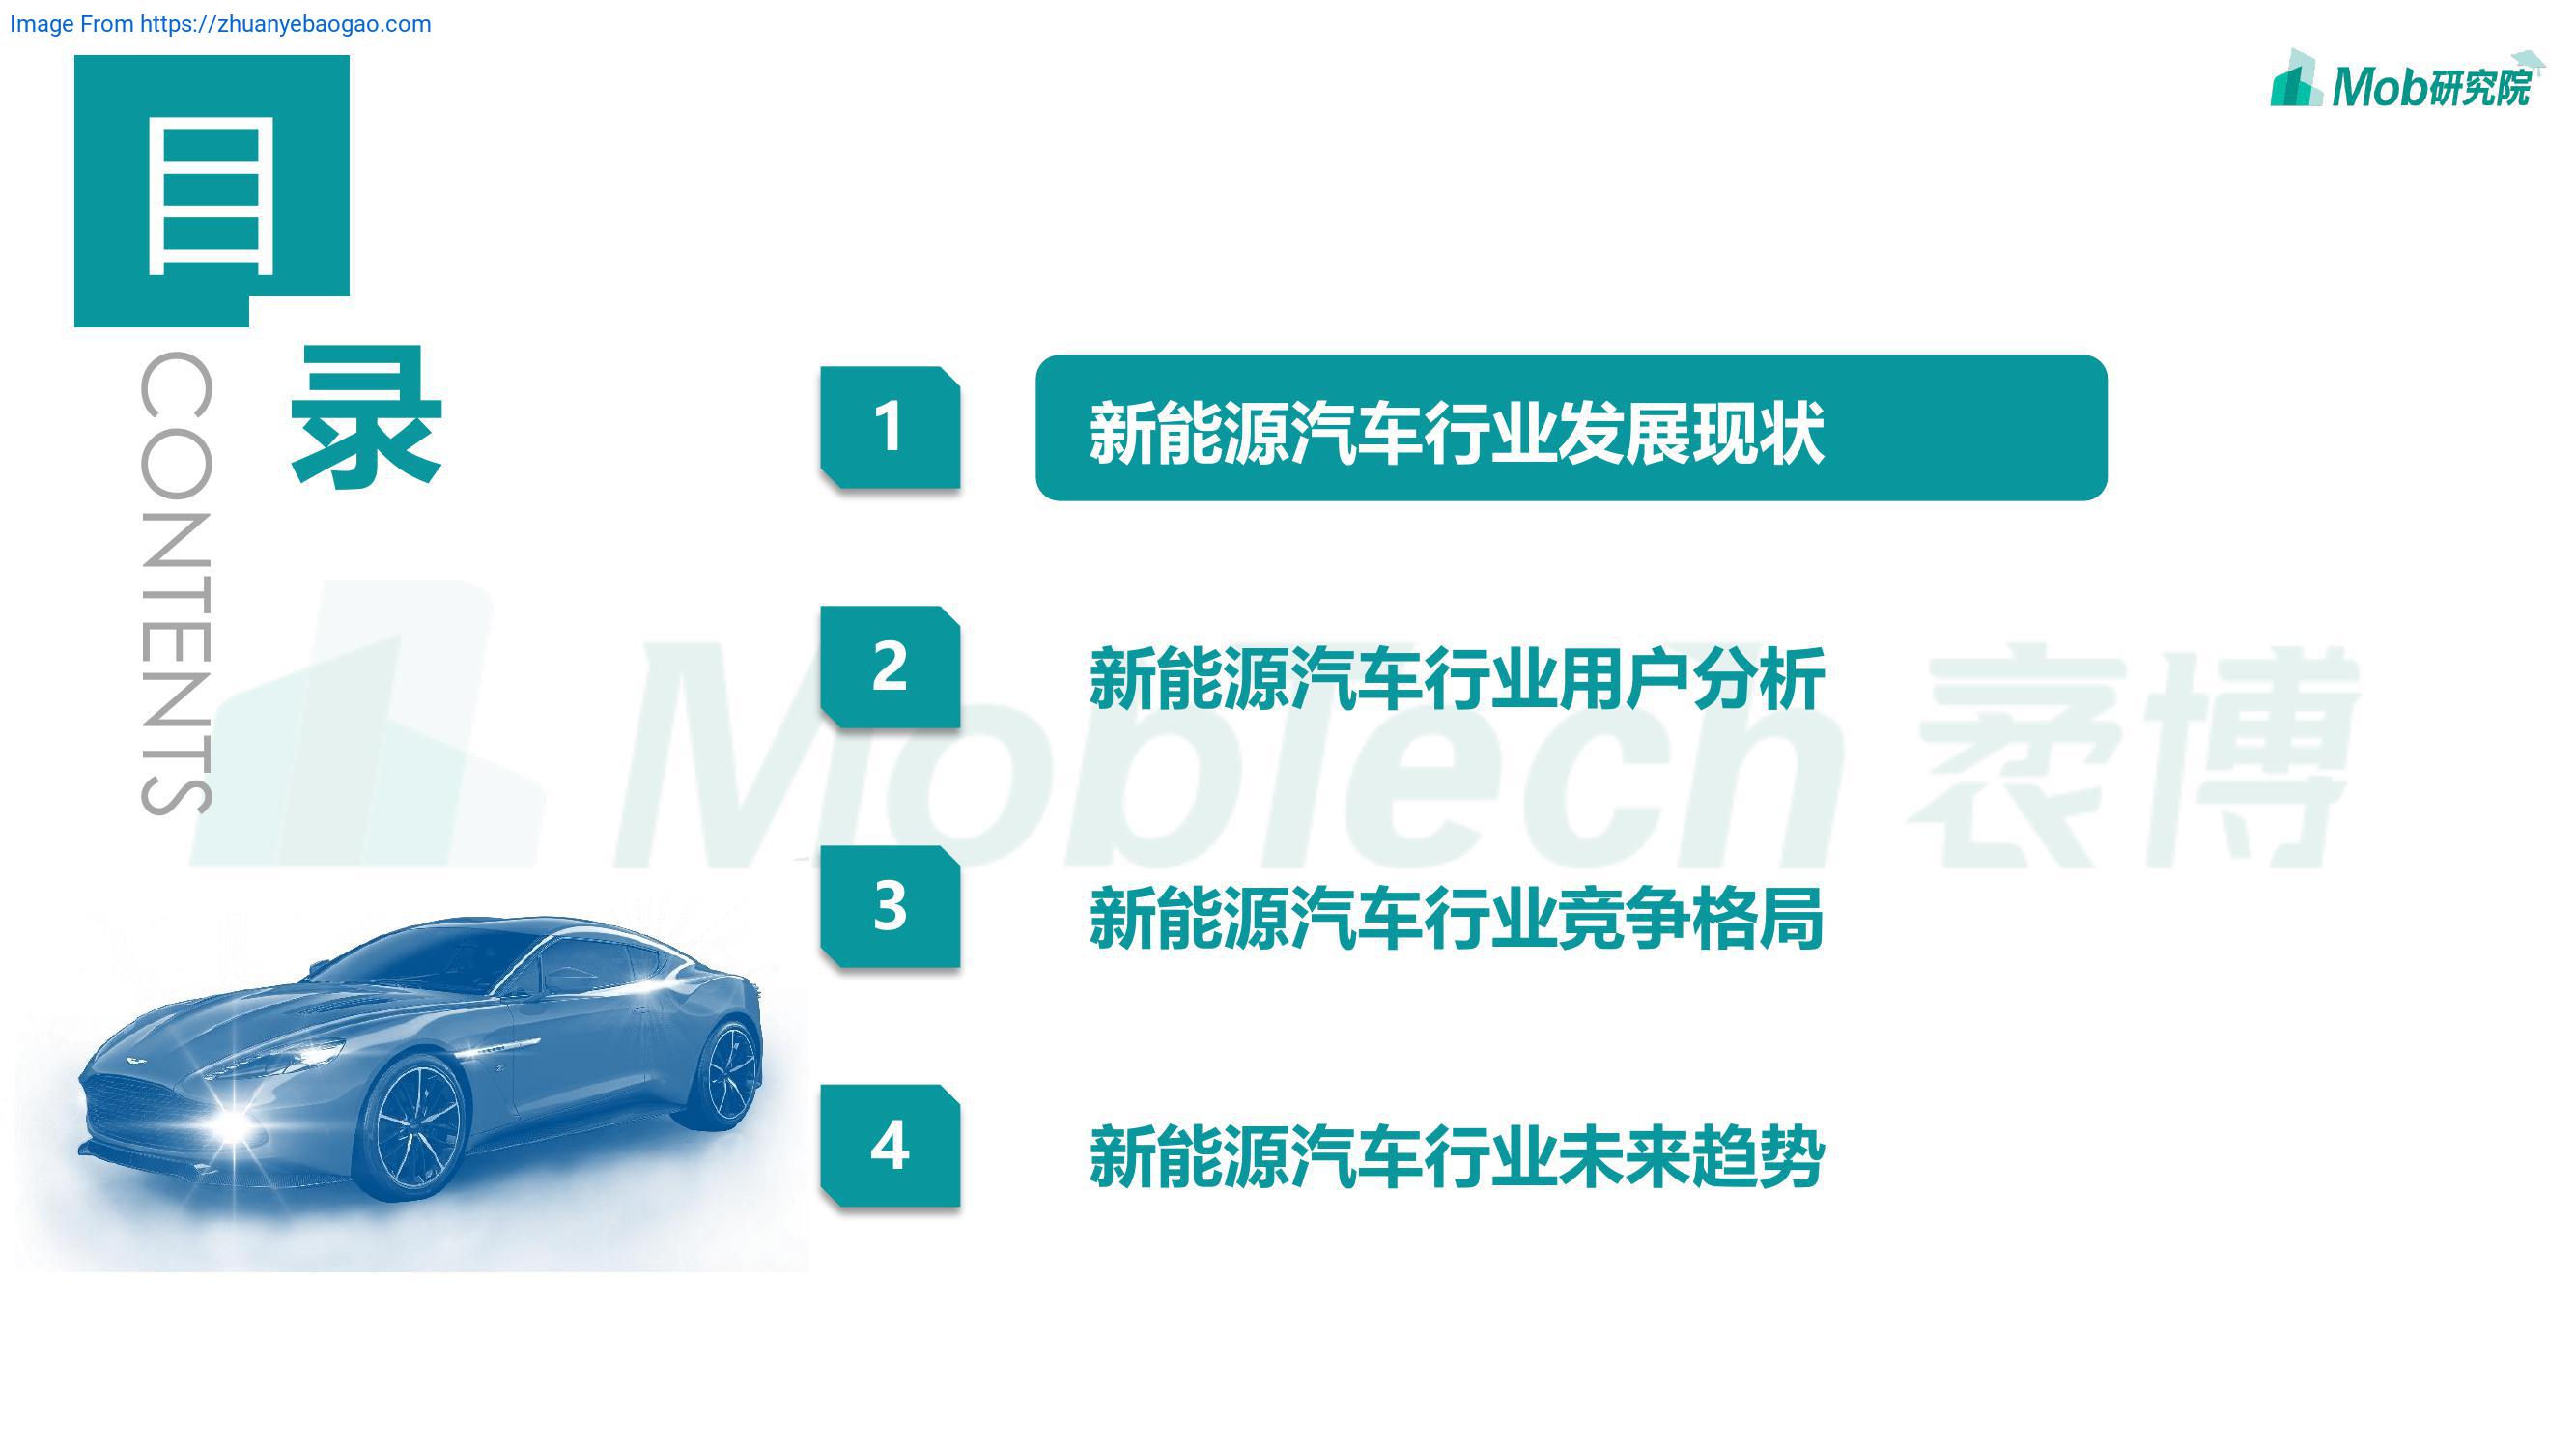 Image From https://zhuanyebaogao.com
Mob研究院
目
录
CONTENTS
1
新能源汽车行业发展现状
2
新能源汽车行业用户分析
MobTech 袤博
3
新能源汽车行业竞争格局
4
新能源汽车行业未来趋势